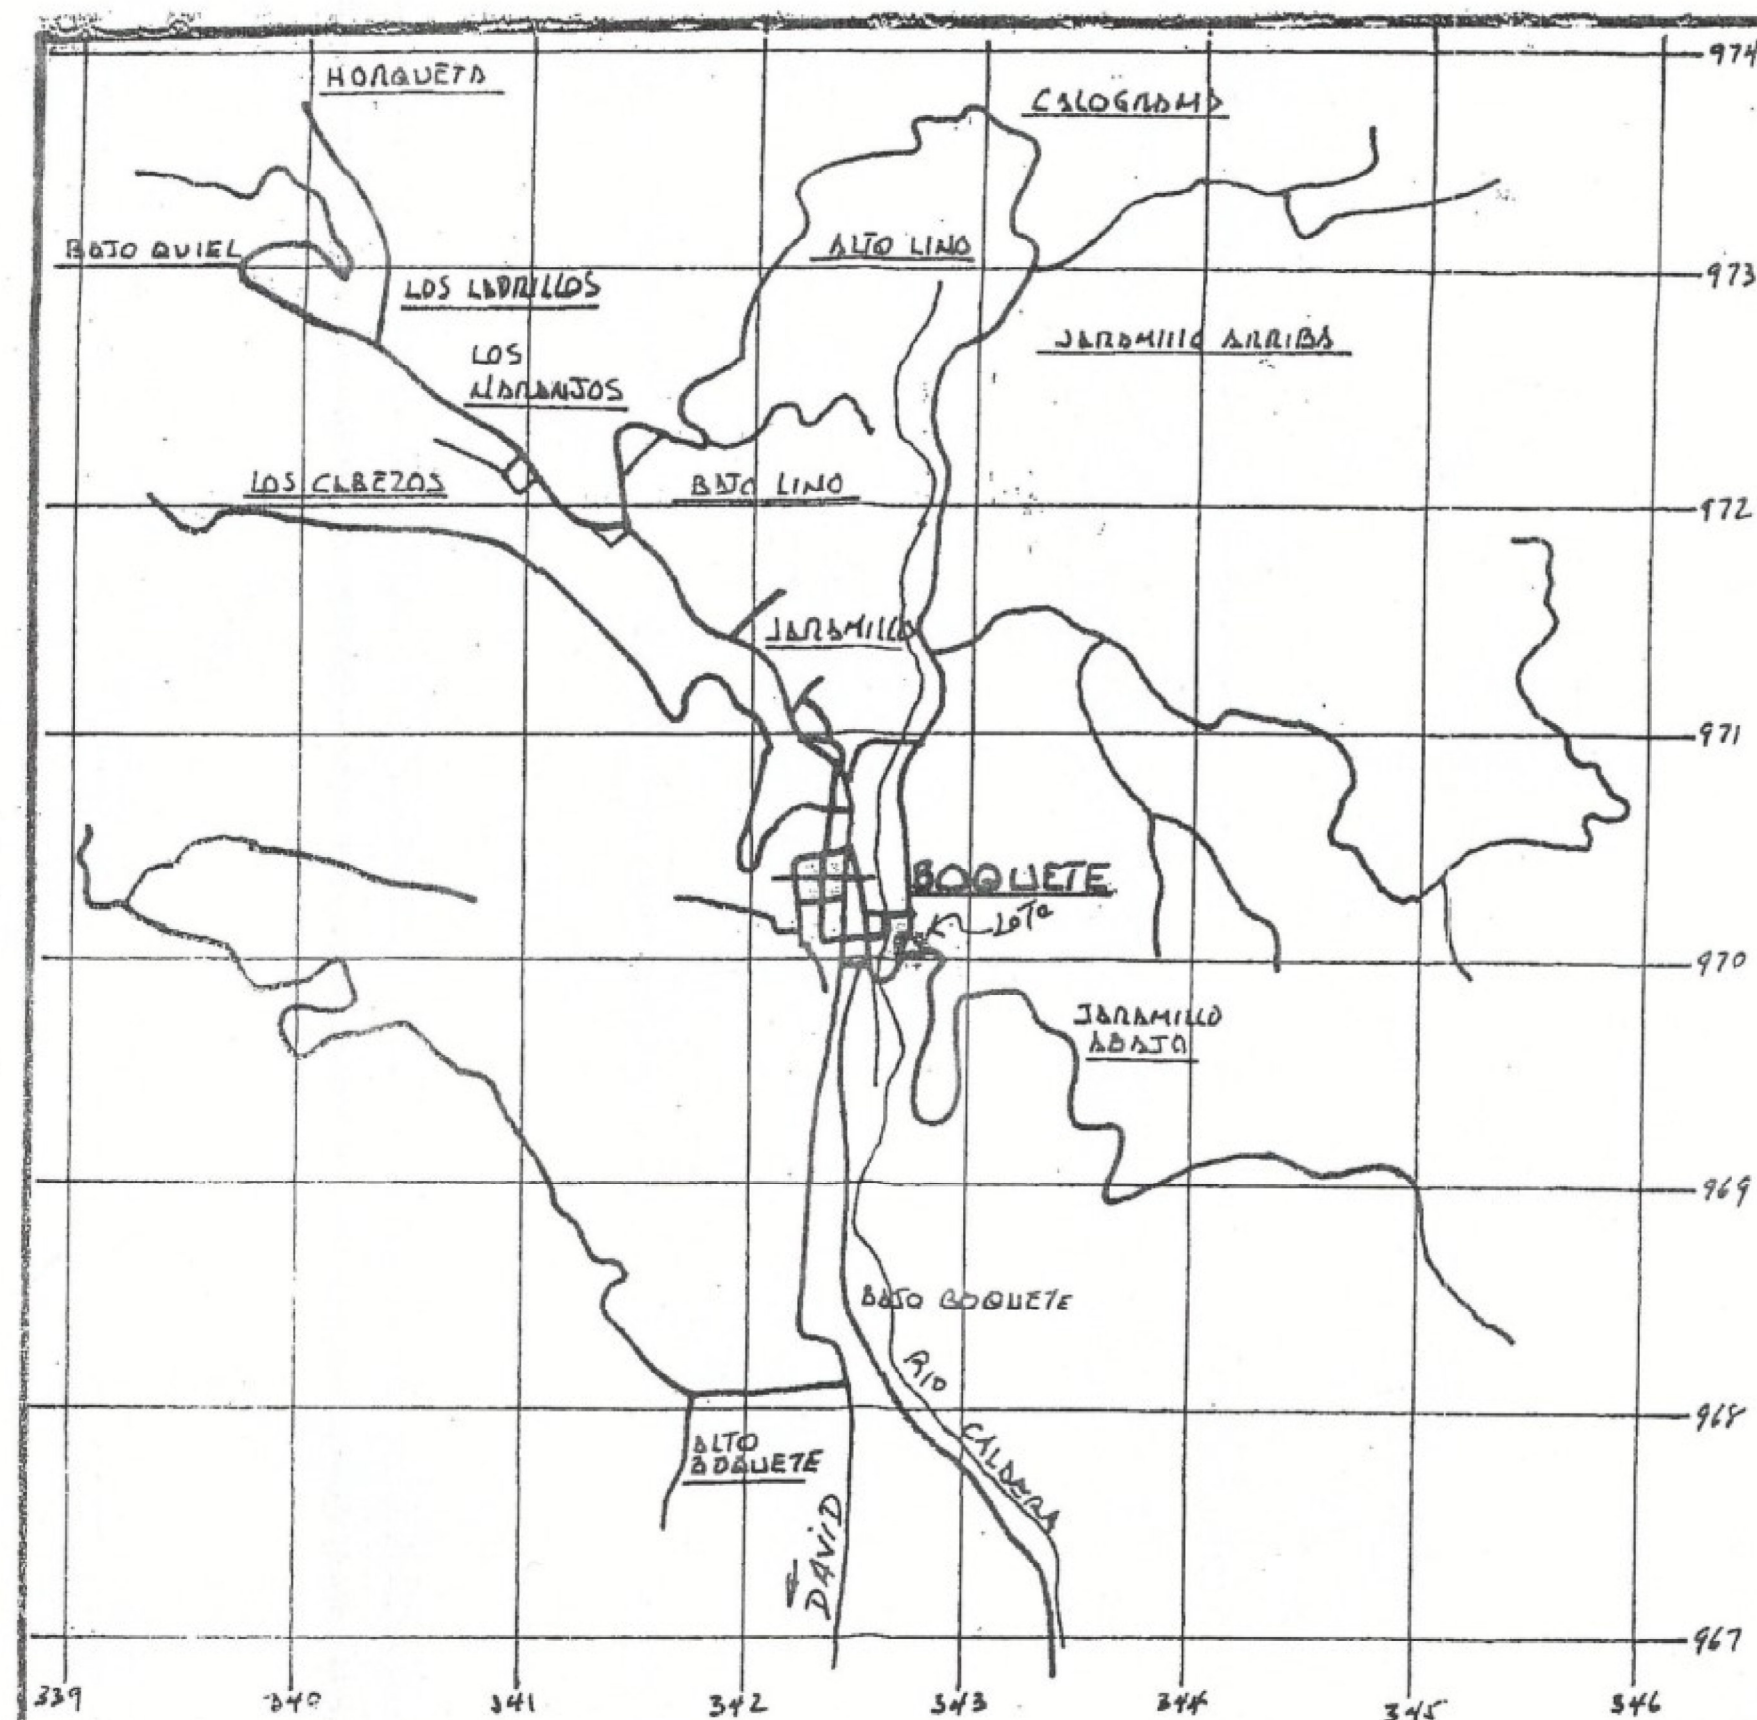 974
HORQUETA
CALOGRAMA
BAJO QUIEL
ALTO LINO
973
LOS LADRILLOS
JARAMILLO ARRIBA
LOS
NARANJOS
LOS CABEZOS
BAJO LINO
972
JARAMILLO
971
BOQUETE
LOTE
970
JARAMILLO
ABAJO
969
BAJO BOQUETE
RIO
CALDERA
968
ALTO
BOQUETE
DAVID
967
339
340
341
342
343
344
345
346